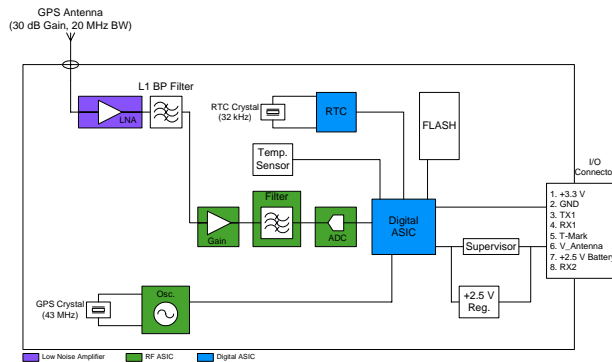 GPS Antenna
(30 dB Gain, 20 MHz BW)
L1 BP Filter
LNA
RTC Crystal
(32 kHz)
RTC
FLASH
Temp.
Sensor
I/O
Connector
Filter
Gain
ADC
Digital
ASIC
1. +3.3 V
2. GND
3. TX1
4. RX1
5. T-Mark
6. V_Antenna
7. +2.5 V Battery
8. RX2
Supervisor
+2.5 V
Reg.
GPS Crystal
(43 MHz)
Osc.
Low Noise Amplifier
RF ASIC
Digital ASIC